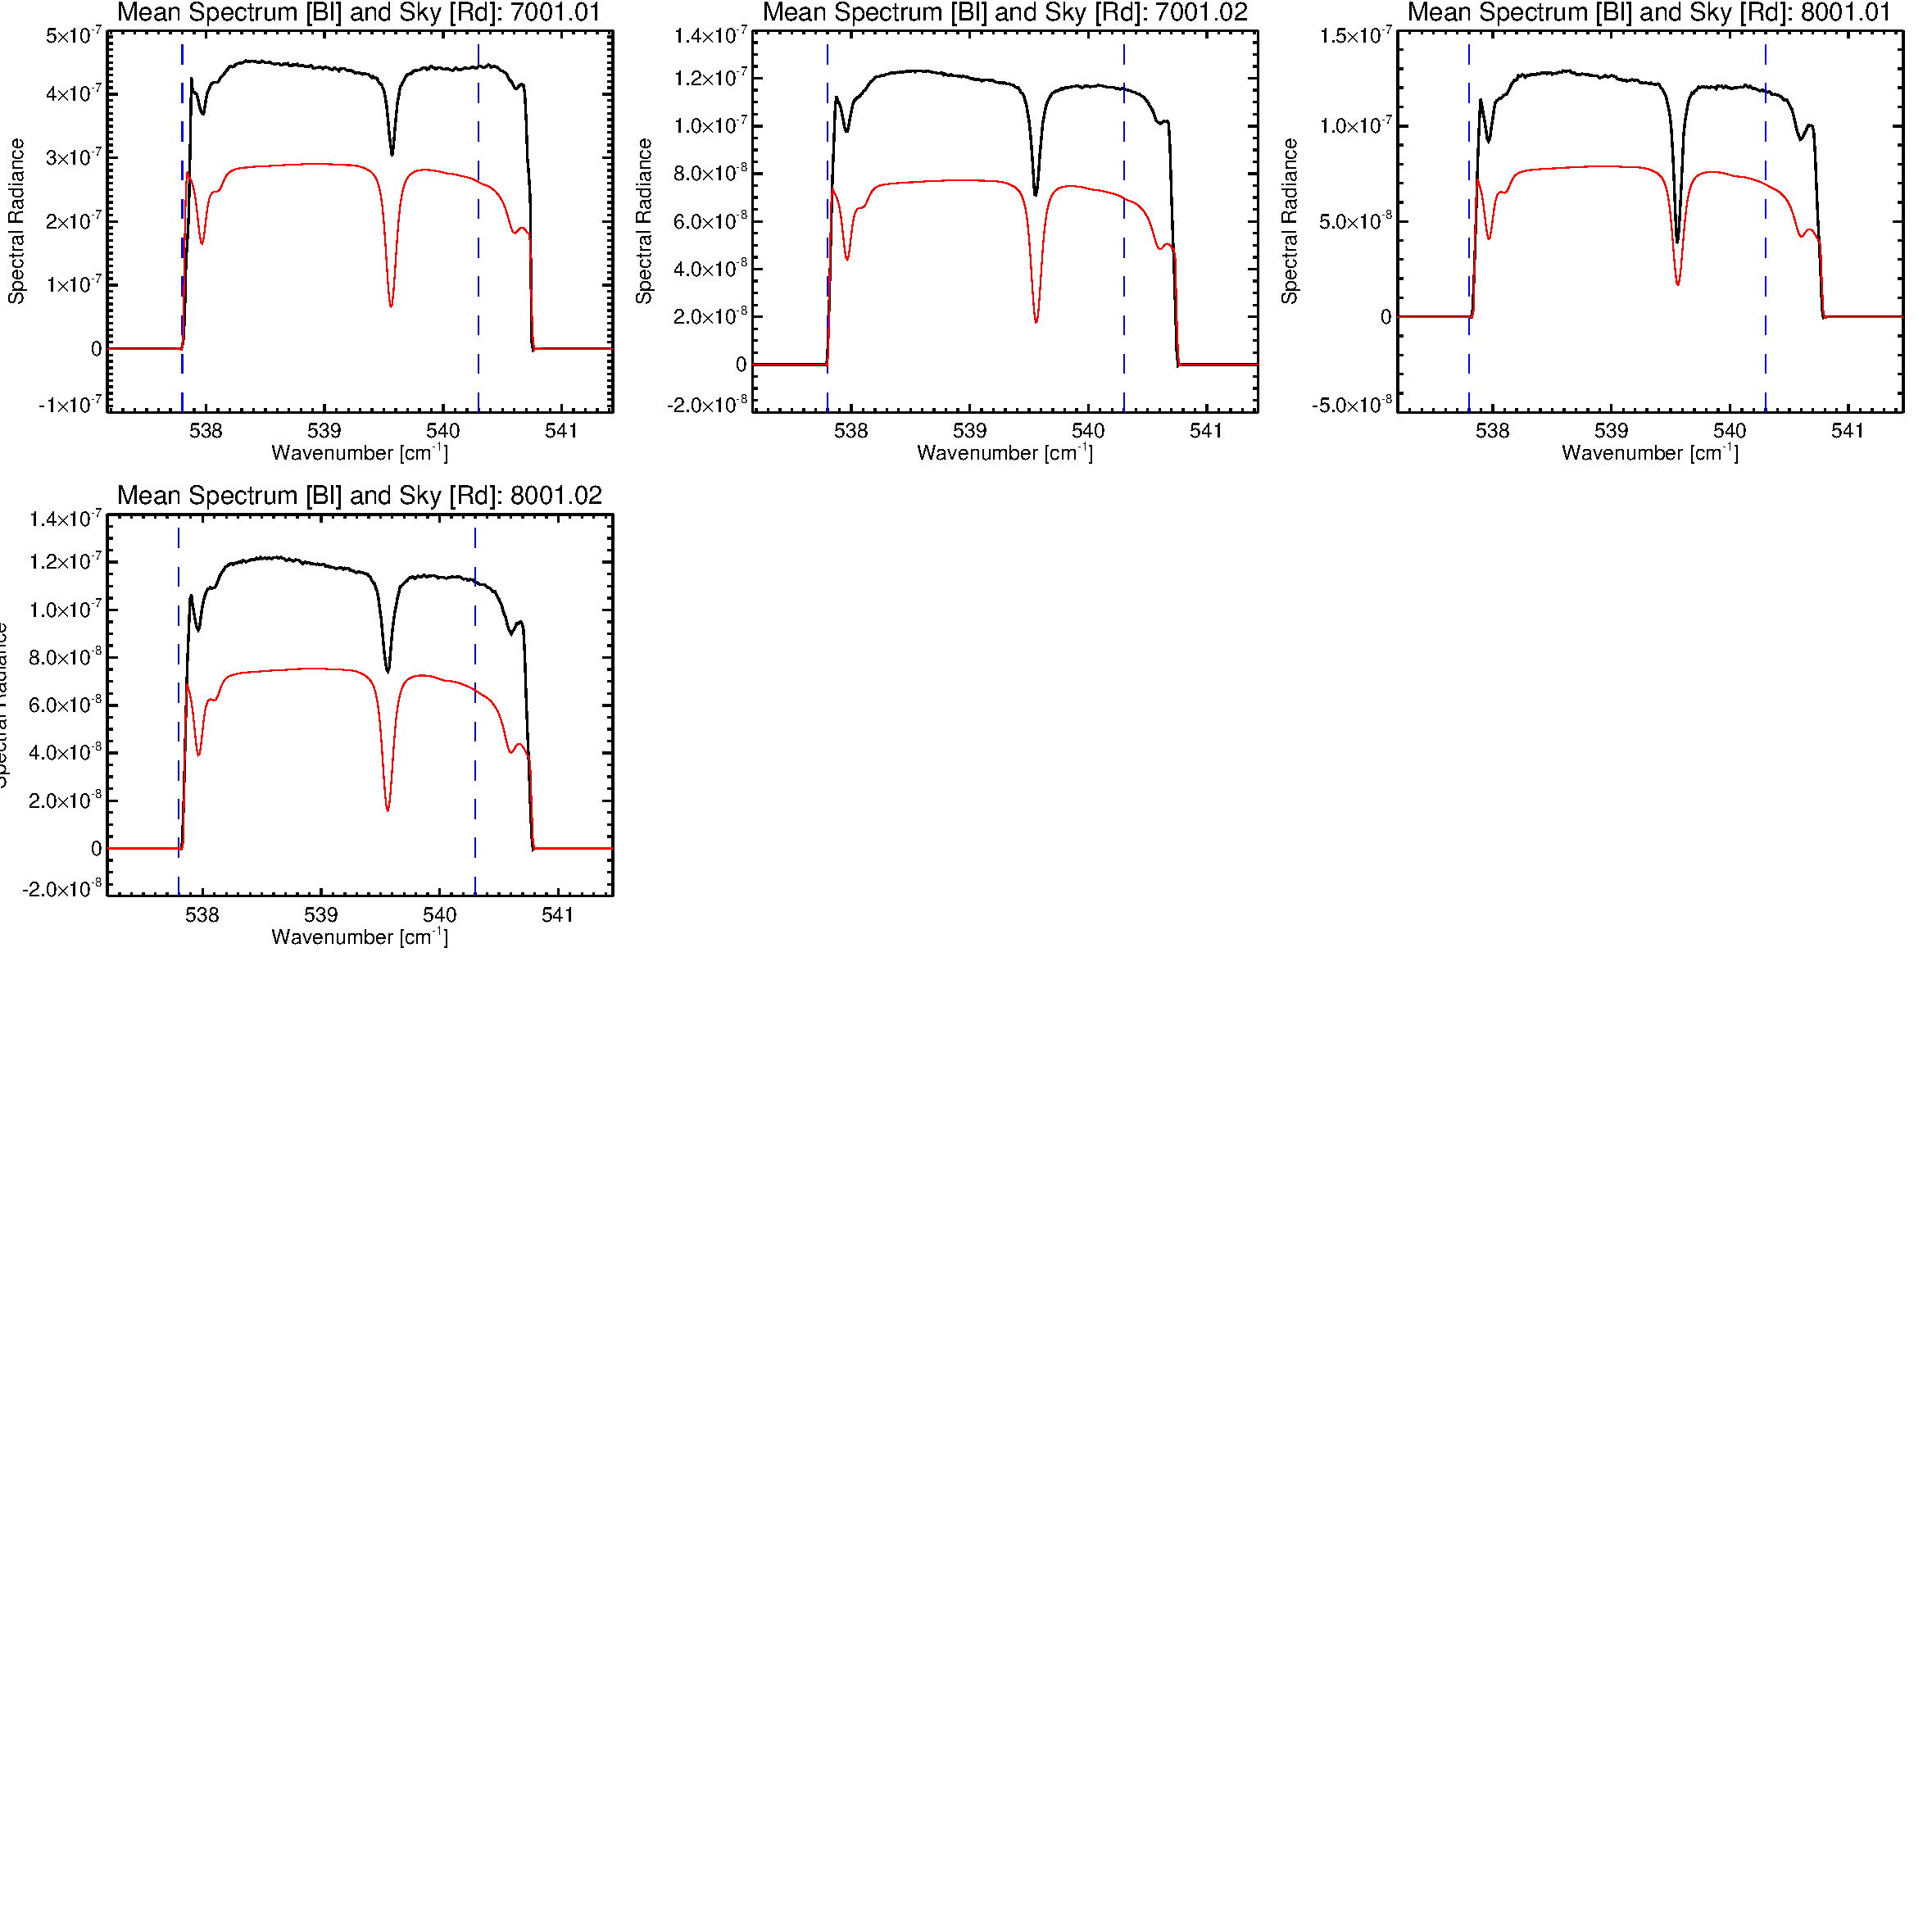 Mean Spectrum [Bl] and Sky [Rd]: 7001.01
5×10⁻⁷
4×10⁻⁷
3×10⁻⁷
2×10⁻⁷
1×10⁻⁷
0
-1×10⁻⁷
Spectral Radiance
538 539 540 541
Wavenumber [cm⁻¹]
Mean Spectrum [Bl] and Sky [Rd]: 7001.02
1.4×10⁻⁷
1.2×10⁻⁷
1.0×10⁻⁷
8.0×10⁻⁸
6.0×10⁻⁸
4.0×10⁻⁸
2.0×10⁻⁸
0
-2.0×10⁻⁸
Spectral Radiance
538 539 540 541
Wavenumber [cm⁻¹]
Mean Spectrum [Bl] and Sky [Rd]: 8001.01
1.5×10⁻⁷
1.0×10⁻⁷
5.0×10⁻⁸
0
-5.0×10⁻⁸
Spectral Radiance
538 539 540 541
Wavenumber [cm⁻¹]
Mean Spectrum [Bl] and Sky [Rd]: 8001.02
1.4×10⁻⁷
1.2×10⁻⁷
1.0×10⁻⁷
8.0×10⁻⁸
6.0×10⁻⁸
4.0×10⁻⁸
2.0×10⁻⁸
0
-2.0×10⁻⁸
Spectral Radiance
538 539 540 541
Wavenumber [cm⁻¹]